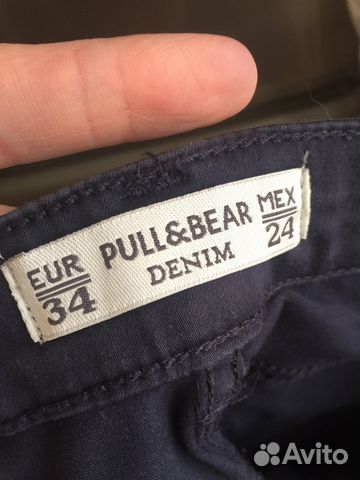 EUR 34
PULL&BEAR
DENIM
MEX 24
Avito